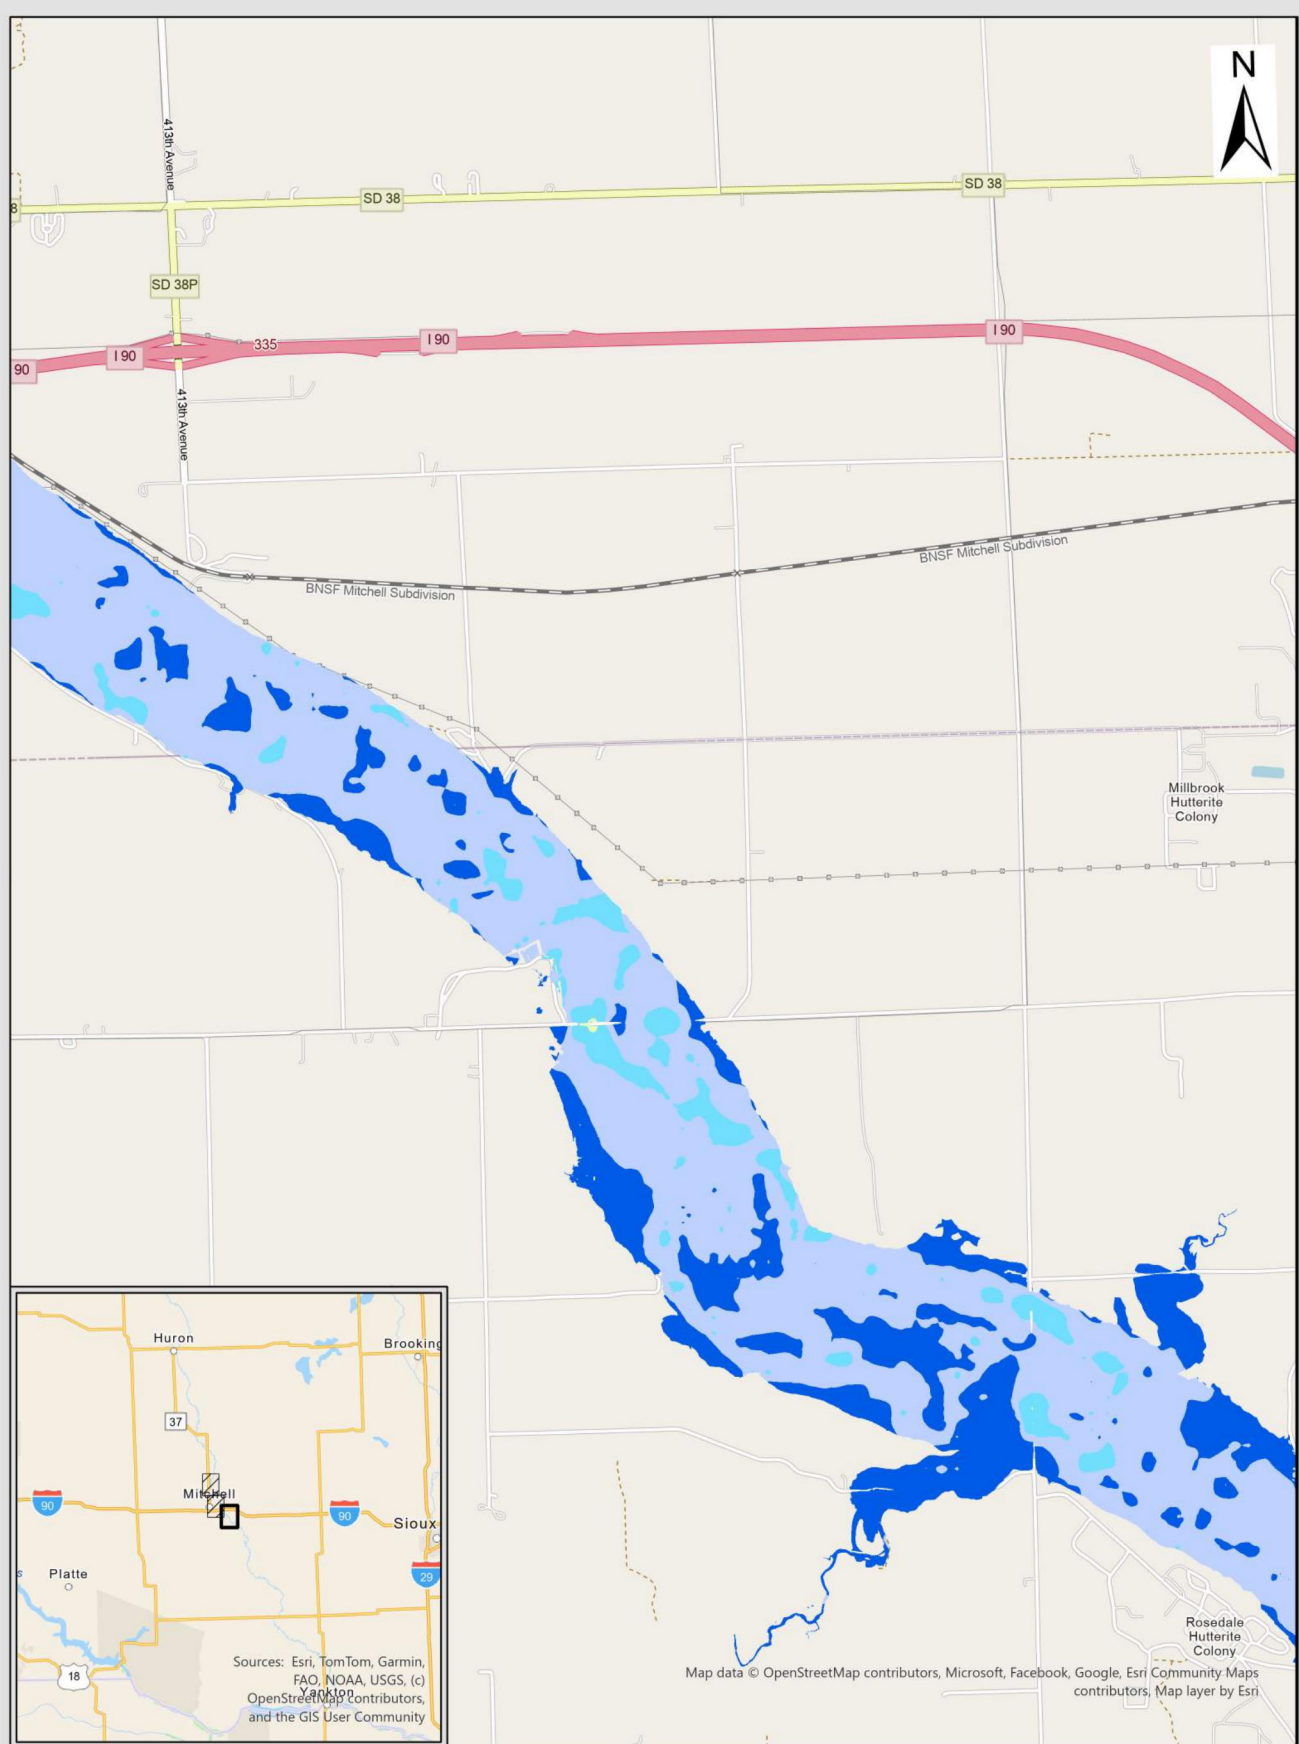 N
413th Avenue
SD 38
SD 38
8
SD 38P
335
I 90
I 90
I 90
90
413th Avenue
BNSF Mitchell Subdivision
BNSF Mitchell Subdivision
Millbrook
Hutterite
Colony
Huron
Brooking
37
Mitchell
90
90
Sioux
29
Platte
s
18
Yankton
Sources: Esri, TomTom, Garmin,
FAO, NOAA, USGS, (c)
OpenStreetMap contributors,
and the GIS User Community
Rosedale
Hutterite
Colony
Map data © OpenStreetMap contributors, Microsoft, Facebook, Google, Esri Community Maps
contributors, Map layer by Esri